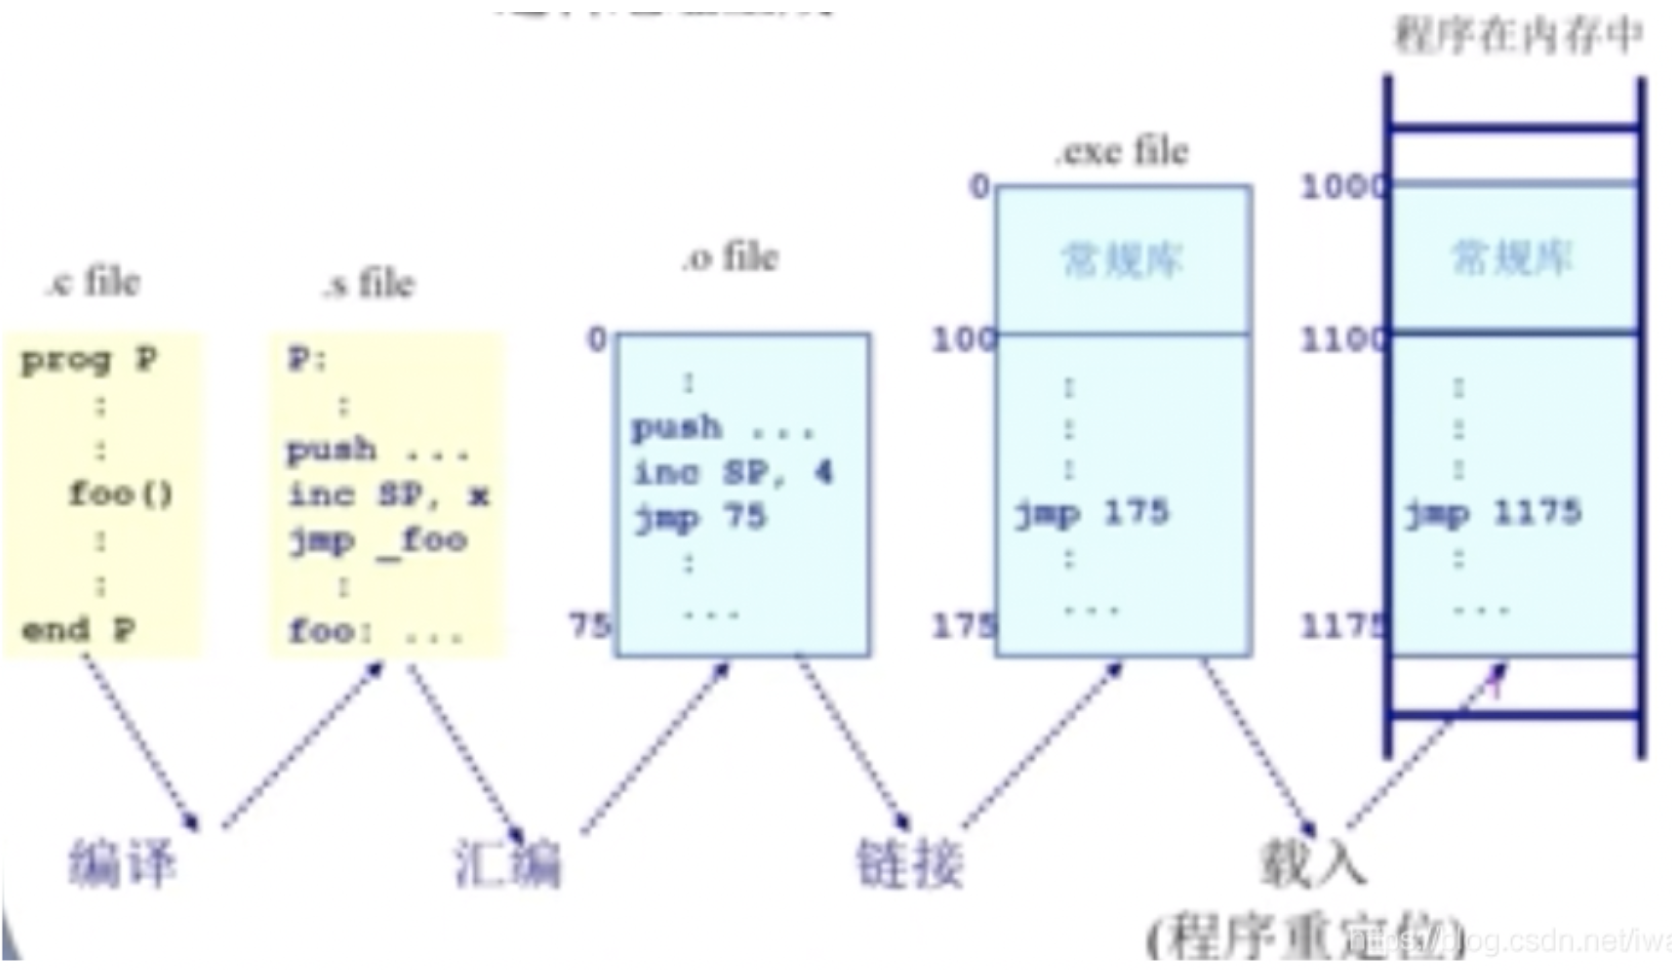 程序在内存中
.c file
prog P
:
:
foo()
:
:
end P
.s file
P:
:
push ...
inc SP, x
jmp _foo
:
foo: ...
.o file
0
:
push ...
inc SP, 4
jmp 75
:
...
75
.exe file
0
常规库
100
:
:
:
jmp 175
:
...
175
1000
常规库
1100
:
:
:
jmp 1175
:
...
1175
编译
汇编
链接
载入
(程序重定位)
https://blog.csdn.net/iwa